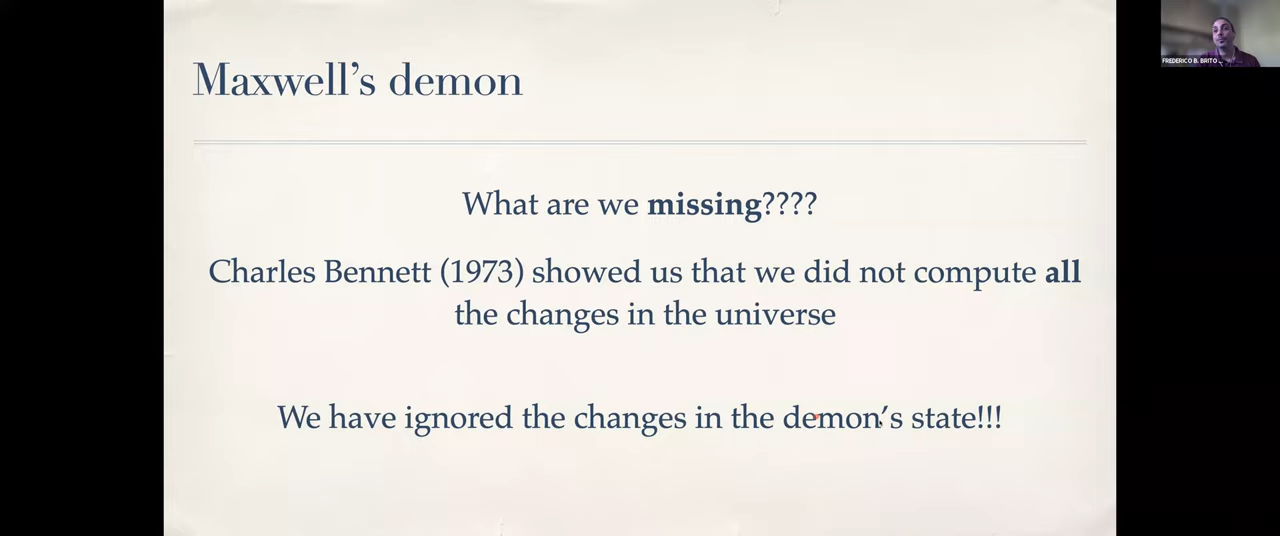 Maxwell's demon
What are we missing????
Charles Bennett (1973) showed us that we did not compute all
the changes in the universe
We have ignored the changes in the demon's state!!!
FREDERICO B. BRITO ...